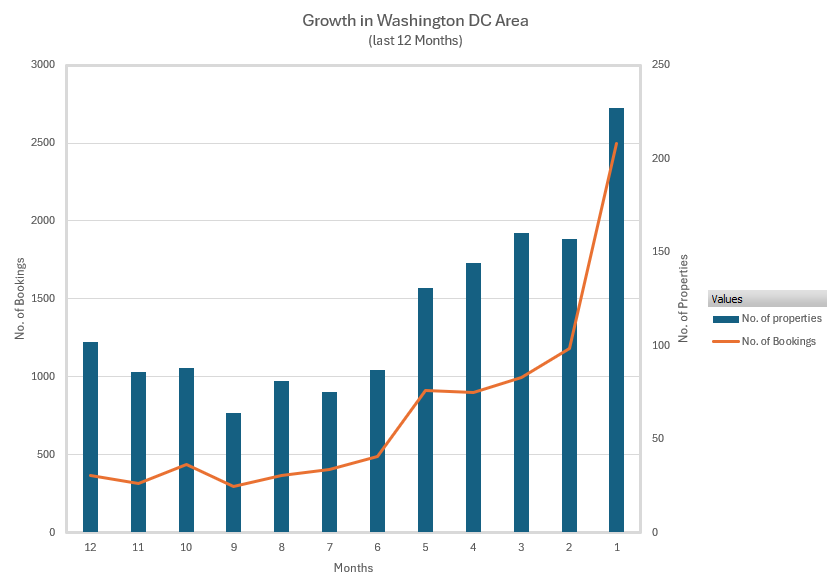 Growth in Washington DC Area
(last 12 Months)
3000
2500
2000
1500
1000
500
0
No. of Bookings
250
200
150
100
50
0
No. of Properties
12 11 10 9 8 7 6 5 4 3 2 1
Months
Values
No. of properties
No. of Bookings